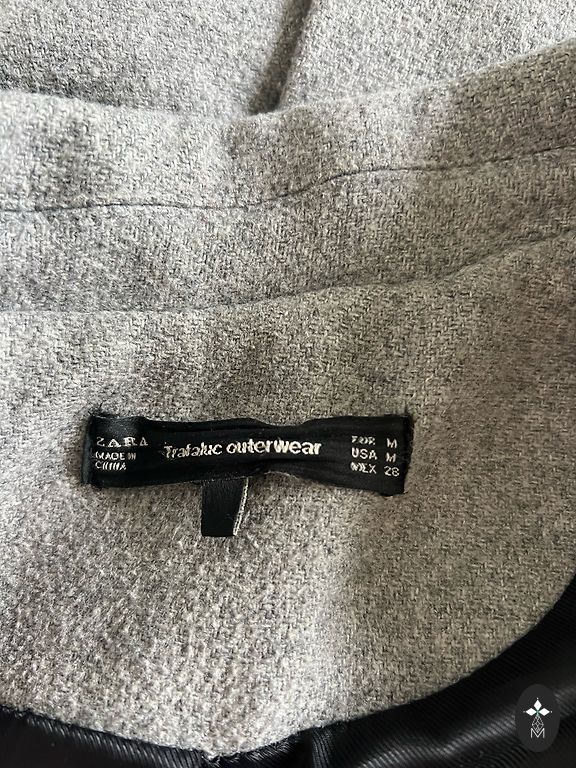 ZARA
MADE IN
CHINA
Trafaluc outerwear
EUR M
USA M
MEX 28
M